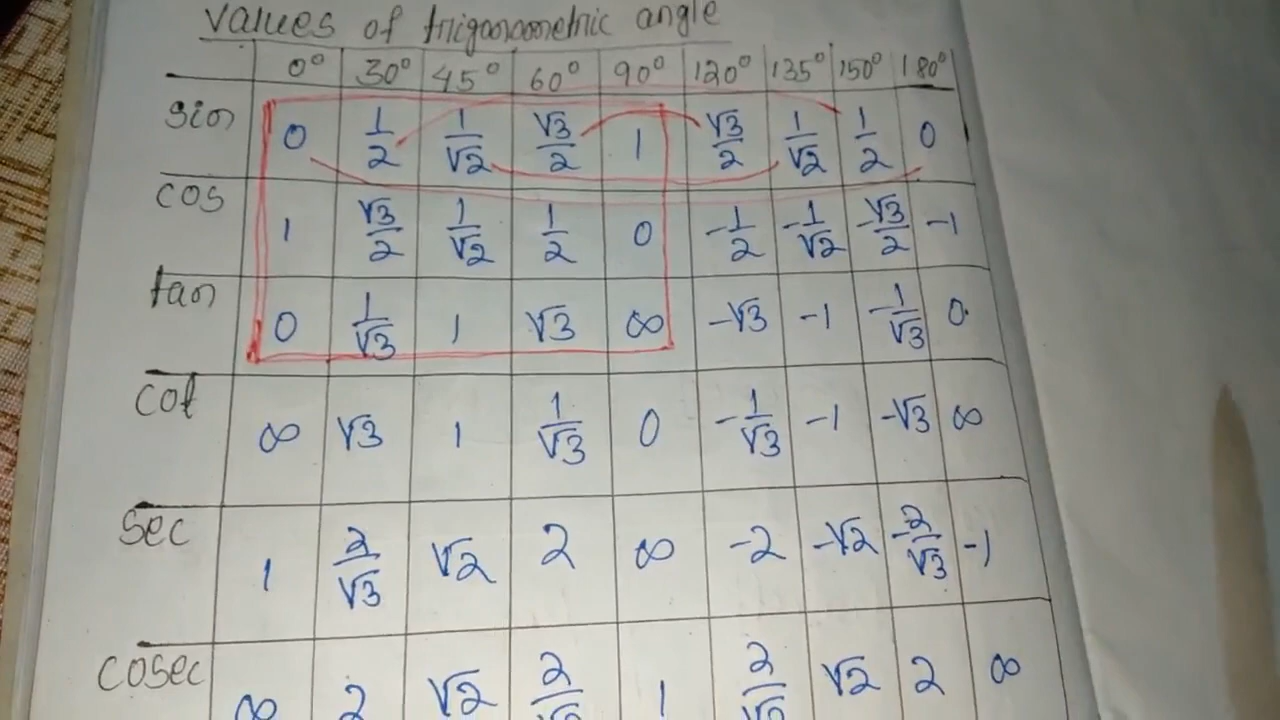 values of trigonometric angle
0° 30° 45° 60° 90° 120° 135° 150° 180°
sin 0 1/2 1/√2 √3/2 1 √3/2 1/√2 1/2 0
cos 1 √3/2 1/√2 1/2 0 -1/2 -1/√2 -√3/2 -1
tan 0 1/√3 1 √3 ∞ -√3 -1 -1/√3 0
cot ∞ √3 1 1/√3 0 -1/√3 -1 -√3 ∞
sec 1 2/√3 √2 2 ∞ -2 -√2 -2/√3 -1
cosec ∞ 2 √2 2/√3 1 2/√3 √2 2 ∞